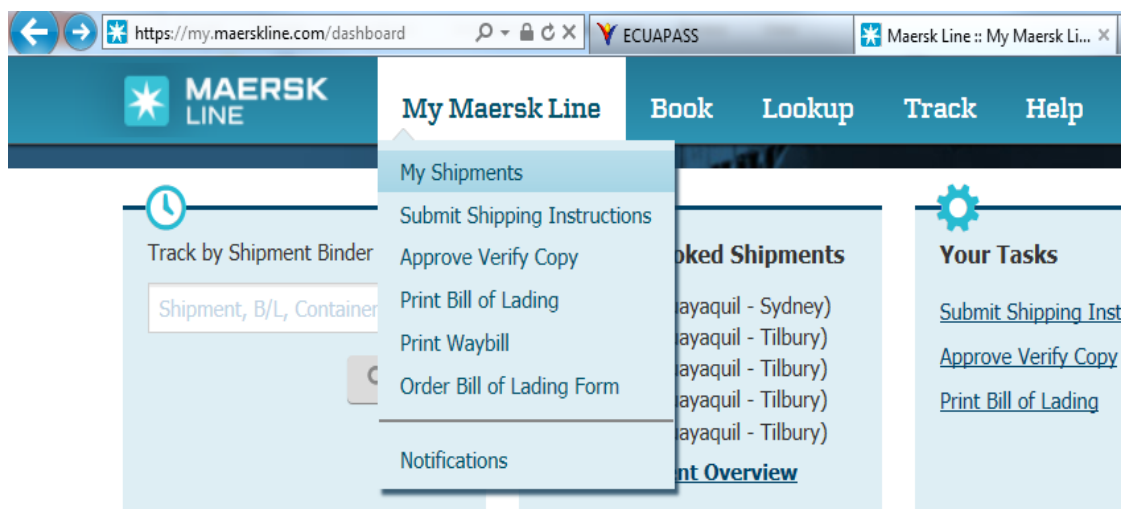 https://my.maerskline.com/dashboard
ECUAPASS
Maersk Line :: My Maersk Li...
MAERSK
LINE
My Maersk Line
Book
Lookup
Track
Help
My Shipments
Submit Shipping Instructions
Approve Verify Copy
Print Bill of Lading
Print Waybill
Order Bill of Lading Form
Notifications
Track by Shipment Binder
Shipment, B/L, Container
oked Shipments
ayaquil - Sydney)
ayaquil - Tilbury)
ayaquil - Tilbury)
ayaquil - Tilbury)
ayaquil - Tilbury)
nt Overview
Your Tasks
Submit Shipping Inst
Approve Verify Copy
Print Bill of Lading